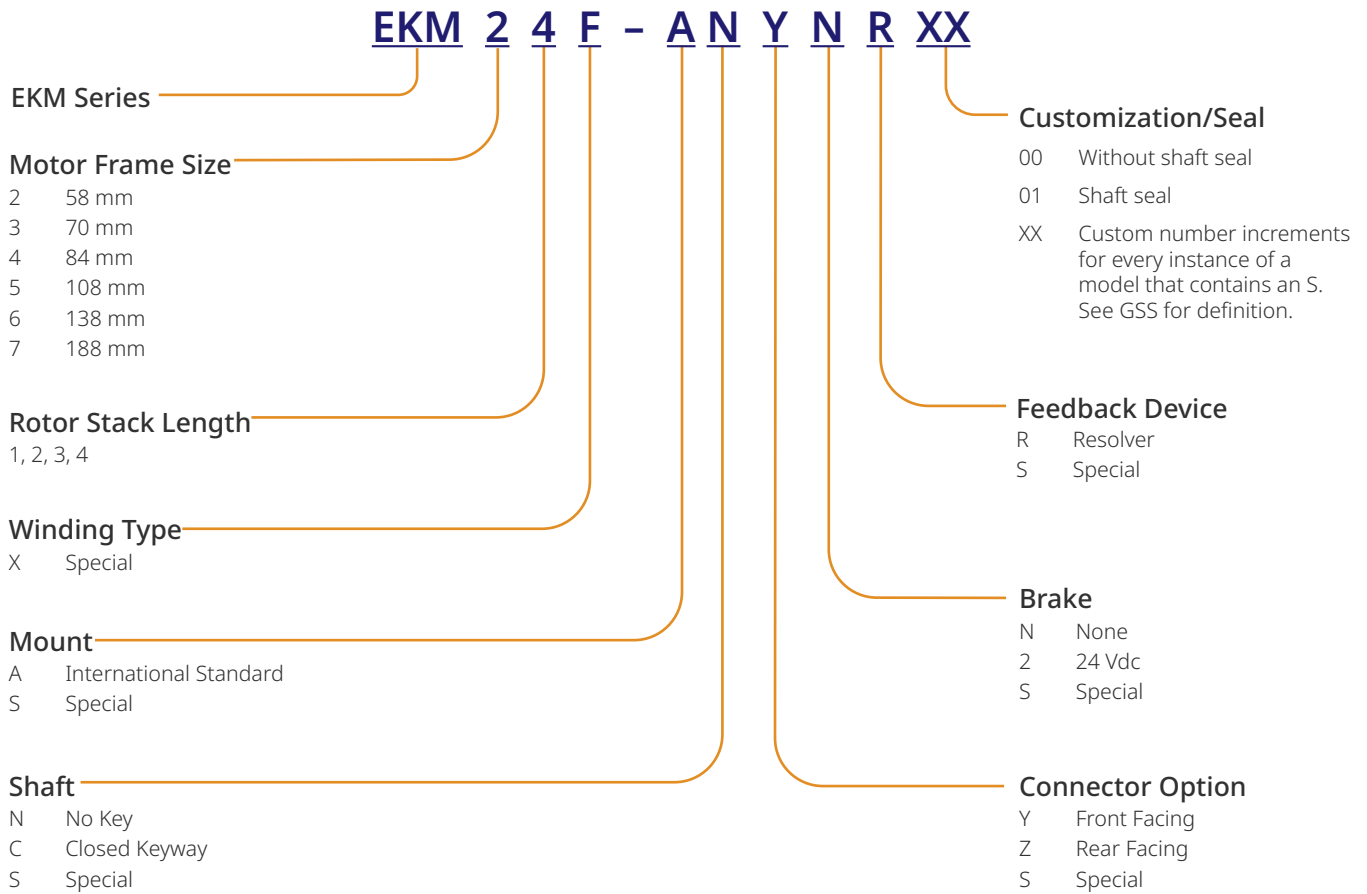 EKM 2 4 F – A N Y N R XX
EKM Series
Motor Frame Size
2 58 mm
3 70 mm
4 84 mm
5 108 mm
6 138 mm
7 188 mm
Rotor Stack Length
1, 2, 3, 4
Winding Type
X Special
Mount
A International Standard
S Special
Shaft
N No Key
C Closed Keyway
S Special
Customization/Seal
00 Without shaft seal
01 Shaft seal
XX Custom number increments
for every instance of a
model that contains an S.
See GSS for definition.
Feedback Device
R Resolver
S Special
Brake
N None
2 24 Vdc
S Special
Connector Option
Y Front Facing
Z Rear Facing
S Special